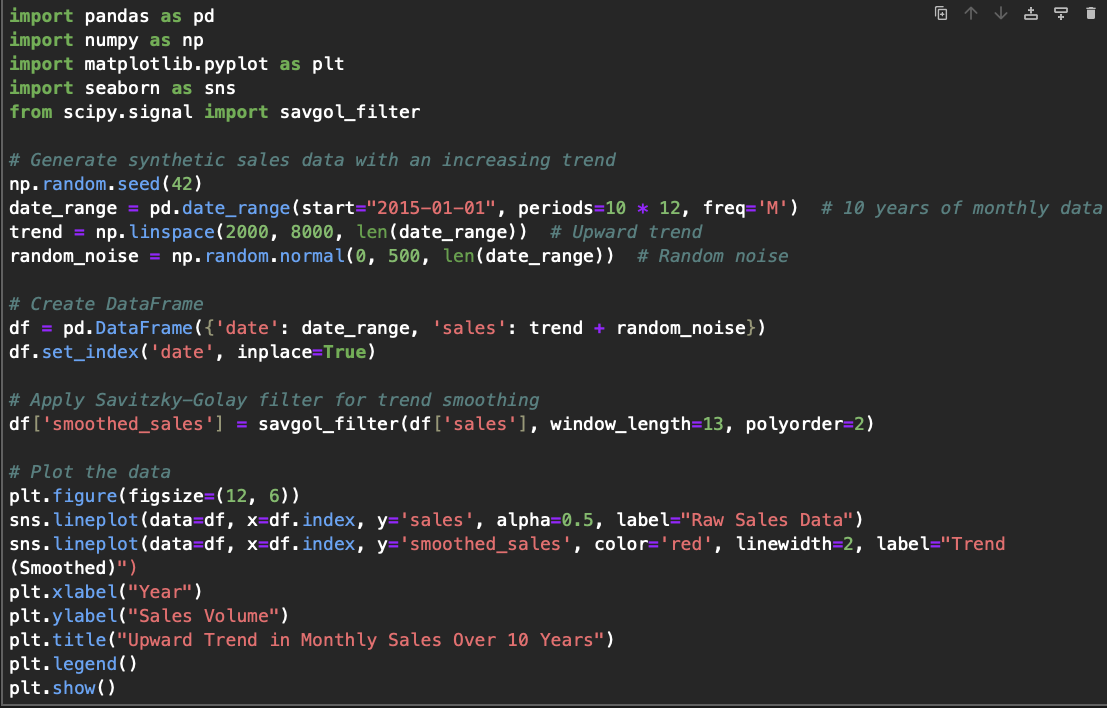 import pandas as pd
import numpy as np
import matplotlib.pyplot as plt
import seaborn as sns
from scipy.signal import savgol_filter

# Generate synthetic sales data with an increasing trend
np.random.seed(42)
date_range = pd.date_range(start="2015-01-01", periods=10 * 12, freq='M')  # 10 years of monthly data
trend = np.linspace(2000, 8000, len(date_range))  # Upward trend
random_noise = np.random.normal(0, 500, len(date_range))  # Random noise

# Create DataFrame
df = pd.DataFrame({'date': date_range, 'sales': trend + random_noise})
df.set_index('date', inplace=True)

# Apply Savitzky–Golay filter for trend smoothing
df['smoothed_sales'] = savgol_filter(df['sales'], window_length=13, polyorder=2)

# Plot the data
plt.figure(figsize=(12, 6))
sns.lineplot(data=df, x=df.index, y='sales', alpha=0.5, label="Raw Sales Data")
sns.lineplot(data=df, x=df.index, y='smoothed_sales', color='red', linewidth=2, label="Trend
(Smoothed)")
plt.xlabel("Year")
plt.ylabel("Sales Volume")
plt.title("Upward Trend in Monthly Sales Over 10 Years")
plt.legend()
plt.show()